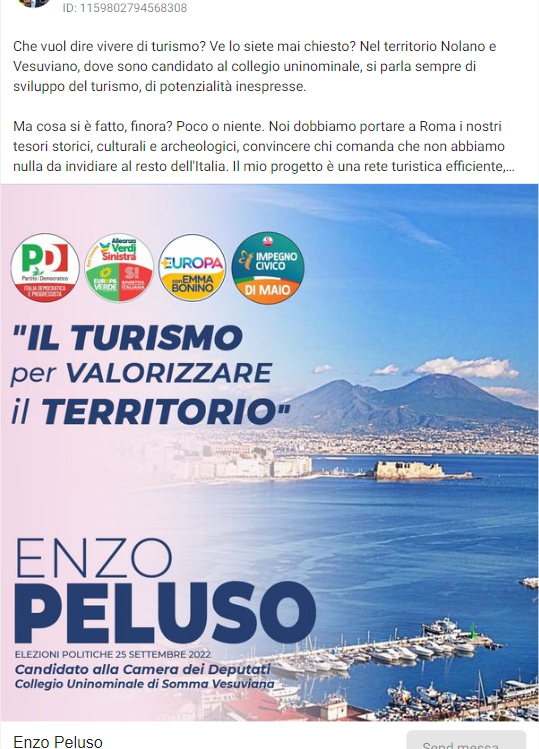 ID: 1159802794568308
Che vuol dire vivere di turismo? Ve lo siete mai chiesto? Nel territorio Nolano e
Vesuviano, dove sono candidato al collegio uninominale, si parla sempre di
sviluppo del turismo, di potenzialità inespresse.
Ma cosa si è fatto, finora? Poco o niente. Noi dobbiamo portare a Roma i nostri
tesori storici, culturali e archeologici, convincere chi comanda che non abbiamo
nulla da invidiare al resto dell'Italia. Il mio progetto è una rete turistica efficiente,...
PD
Partito Democratico
ITALIA DEMOCRATICA
E PROGRESSISTA
Alleanza
Verdi
Sinistra
EUROPA
VERDE
SI
SINISTRA
ITALIANA
+EUROPA
con EMMA
BONINO
IMPEGNO
CIVICO
DI MAIO
"IL TURISMO
per VALORIZZARE
il TERRITORIO"
ENZO
PELUSO
ELEZIONI POLITICHE 25 SETTEMBRE 2022
Candidato alla Camera dei Deputati
Collegio Uninominale di Somma Vesuviana
Enzo Peluso
Send messa